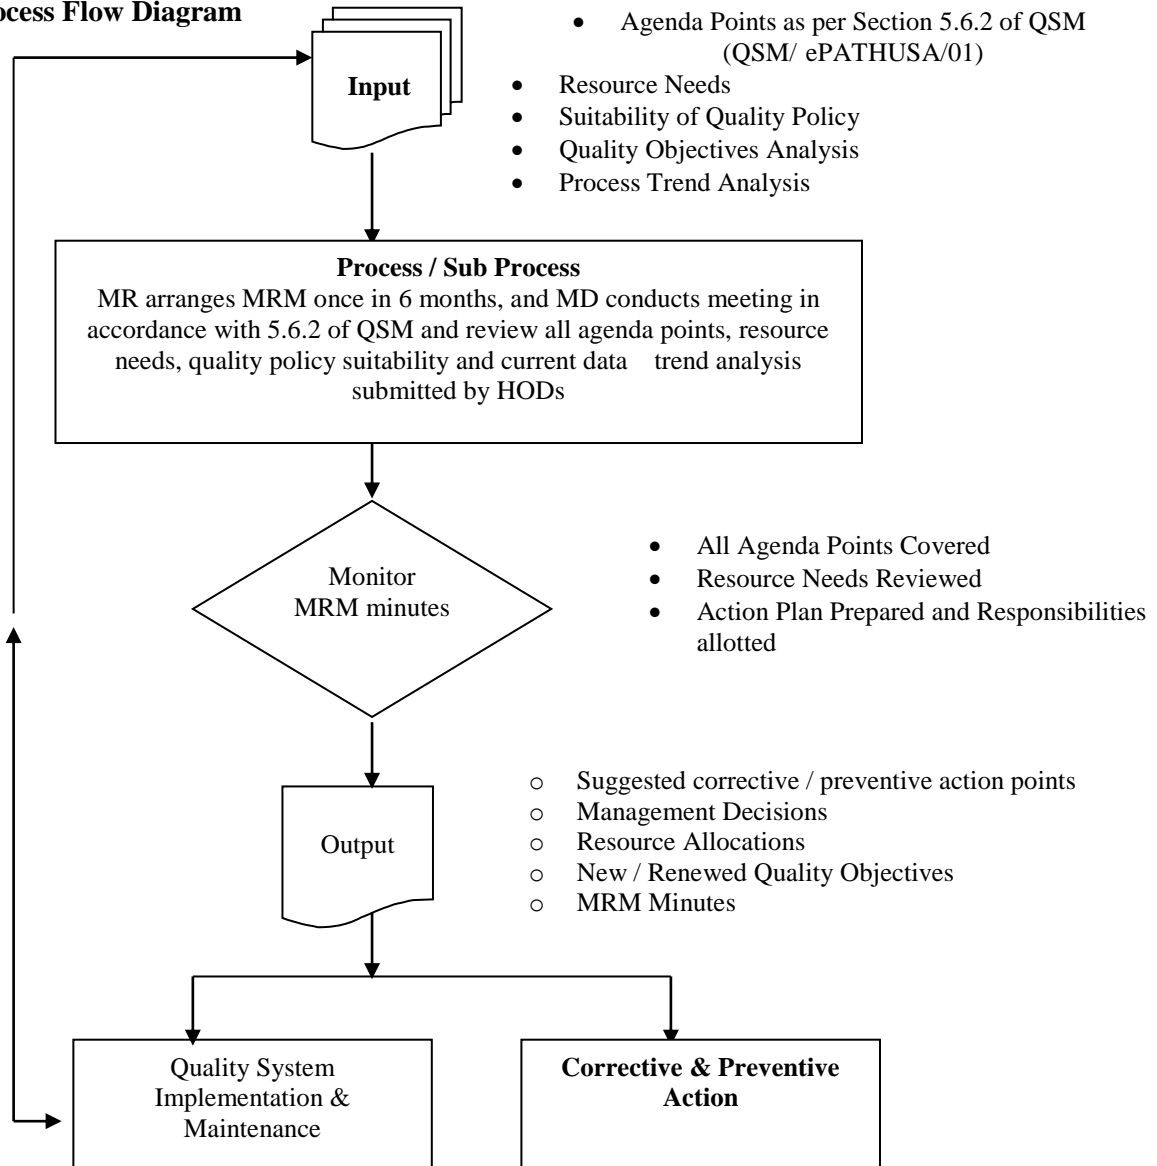 ocess Flow Diagram
• Agenda Points as per Section 5.6.2 of QSM
(QSM/ ePATHUSA/01)
Input
• Resource Needs
• Suitability of Quality Policy
• Quality Objectives Analysis
• Process Trend Analysis
Process / Sub Process
MR arranges MRM once in 6 months, and MD conducts meeting in
accordance with 5.6.2 of QSM and review all agenda points, resource
needs, quality policy suitability and current data trend analysis
submitted by HODs
Monitor
MRM minutes
• All Agenda Points Covered
• Resource Needs Reviewed
• Action Plan Prepared and Responsibilities
allotted
Output
o Suggested corrective / preventive action points
o Management Decisions
o Resource Allocations
o New / Renewed Quality Objectives
o MRM Minutes
Quality System
Implementation &
Maintenance
Corrective & Preventive
Action